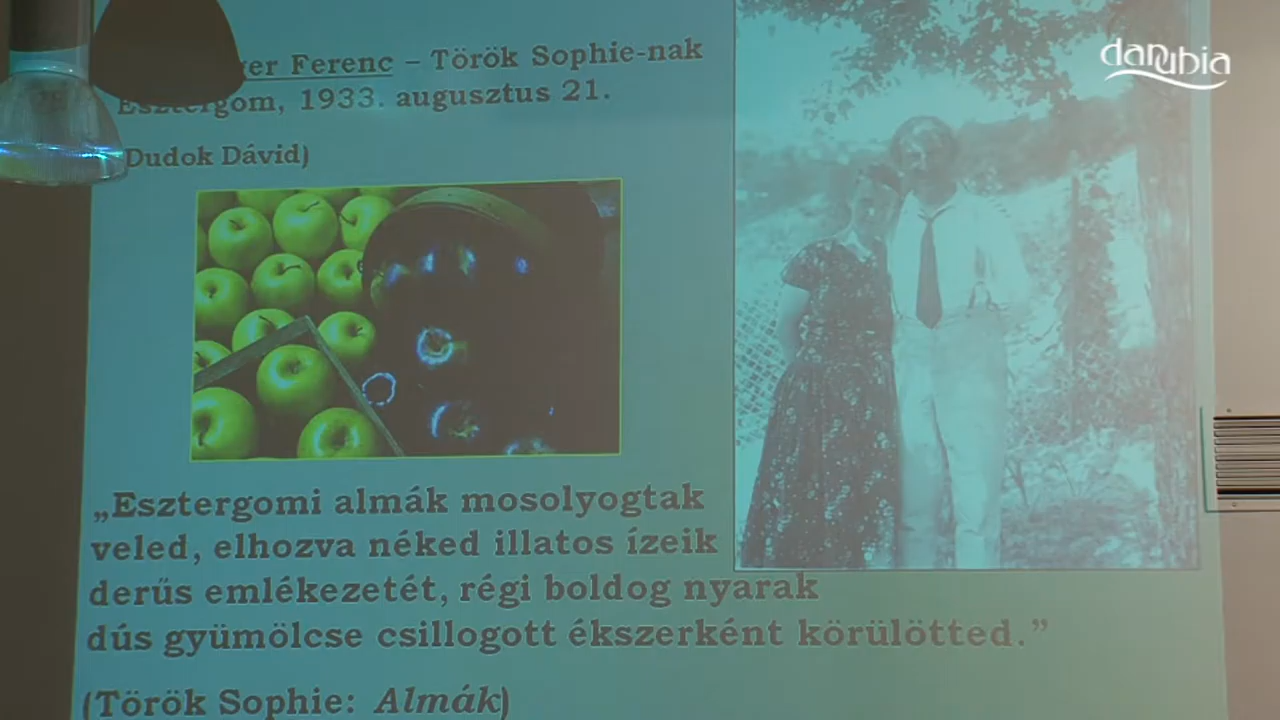 danubia
Ferenc – Török Sophie-nak
Esztergom, 1933. augusztus 21.
Dudok Dávid)
„Esztergomi almák mosolyogtak
veled, elhozva néked illatos ízeik
derűs emlékezetét, régi boldog nyarak
dús gyümölcse csillogott ékszerként körülötted.”
(Török Sophie: Almák)